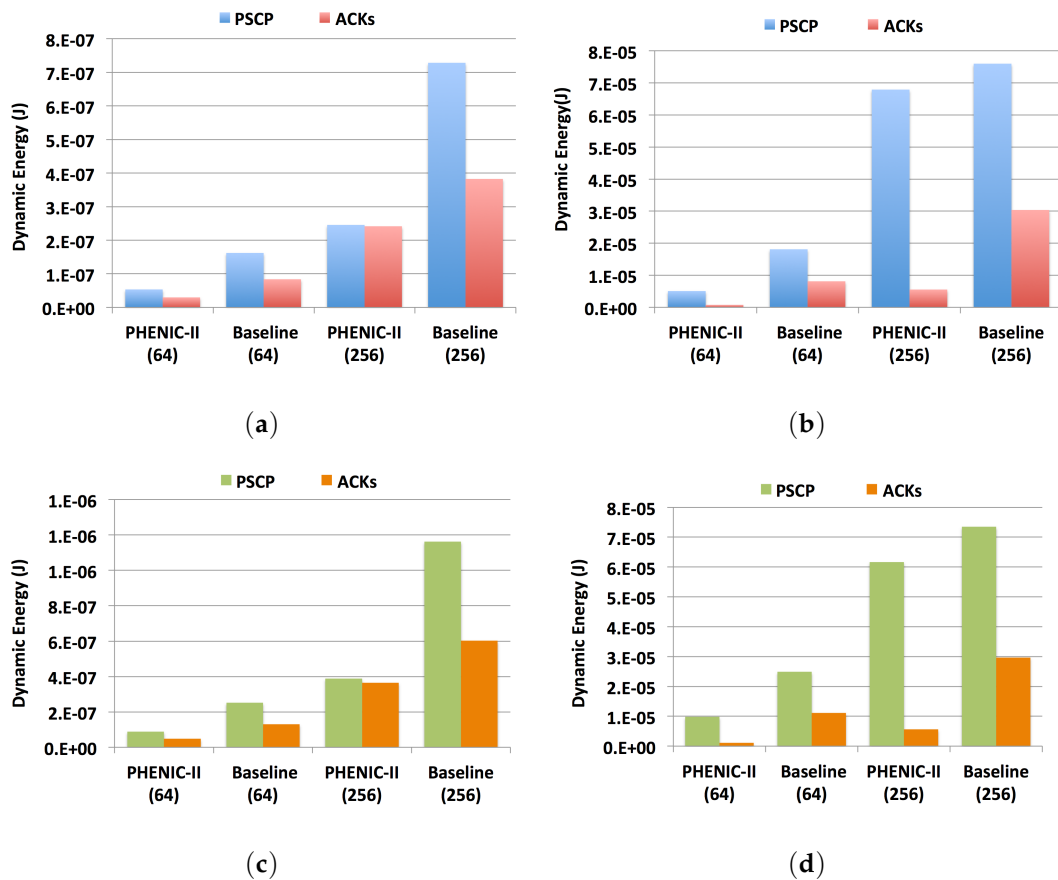 PSCP ACKs
Dynamic Energy (J)
8.E-07
7.E-07
6.E-07
5.E-07
4.E-07
3.E-07
2.E-07
1.E-07
0.E+00
PHENIC-II Baseline PHENIC-II Baseline
(64) (64) (256) (256)
(a)
PSCP ACKs
Dynamic Energy(J)
8.E-05
7.E-05
6.E-05
5.E-05
4.E-05
3.E-05
2.E-05
1.E-05
0.E+00
PHENIC-II Baseline PHENIC-II Baseline
(64) (64) (256) (256)
(b)
PSCP ACKs
Dynamic Energy (J)
1.E-06
1.E-06
1.E-06
8.E-07
6.E-07
4.E-07
2.E-07
0.E+00
PHENIC-II Baseline PHENIC-II Baseline
(64) (64) (256) (256)
(c)
PSCP ACKs
Dynamic Energy (J)
8.E-05
7.E-05
6.E-05
5.E-05
4.E-05
3.E-05
2.E-05
1.E-05
0.E+00
PHENIC-II Baseline PHENIC-II Baseline
(64) (64) (256) (256)
(d)